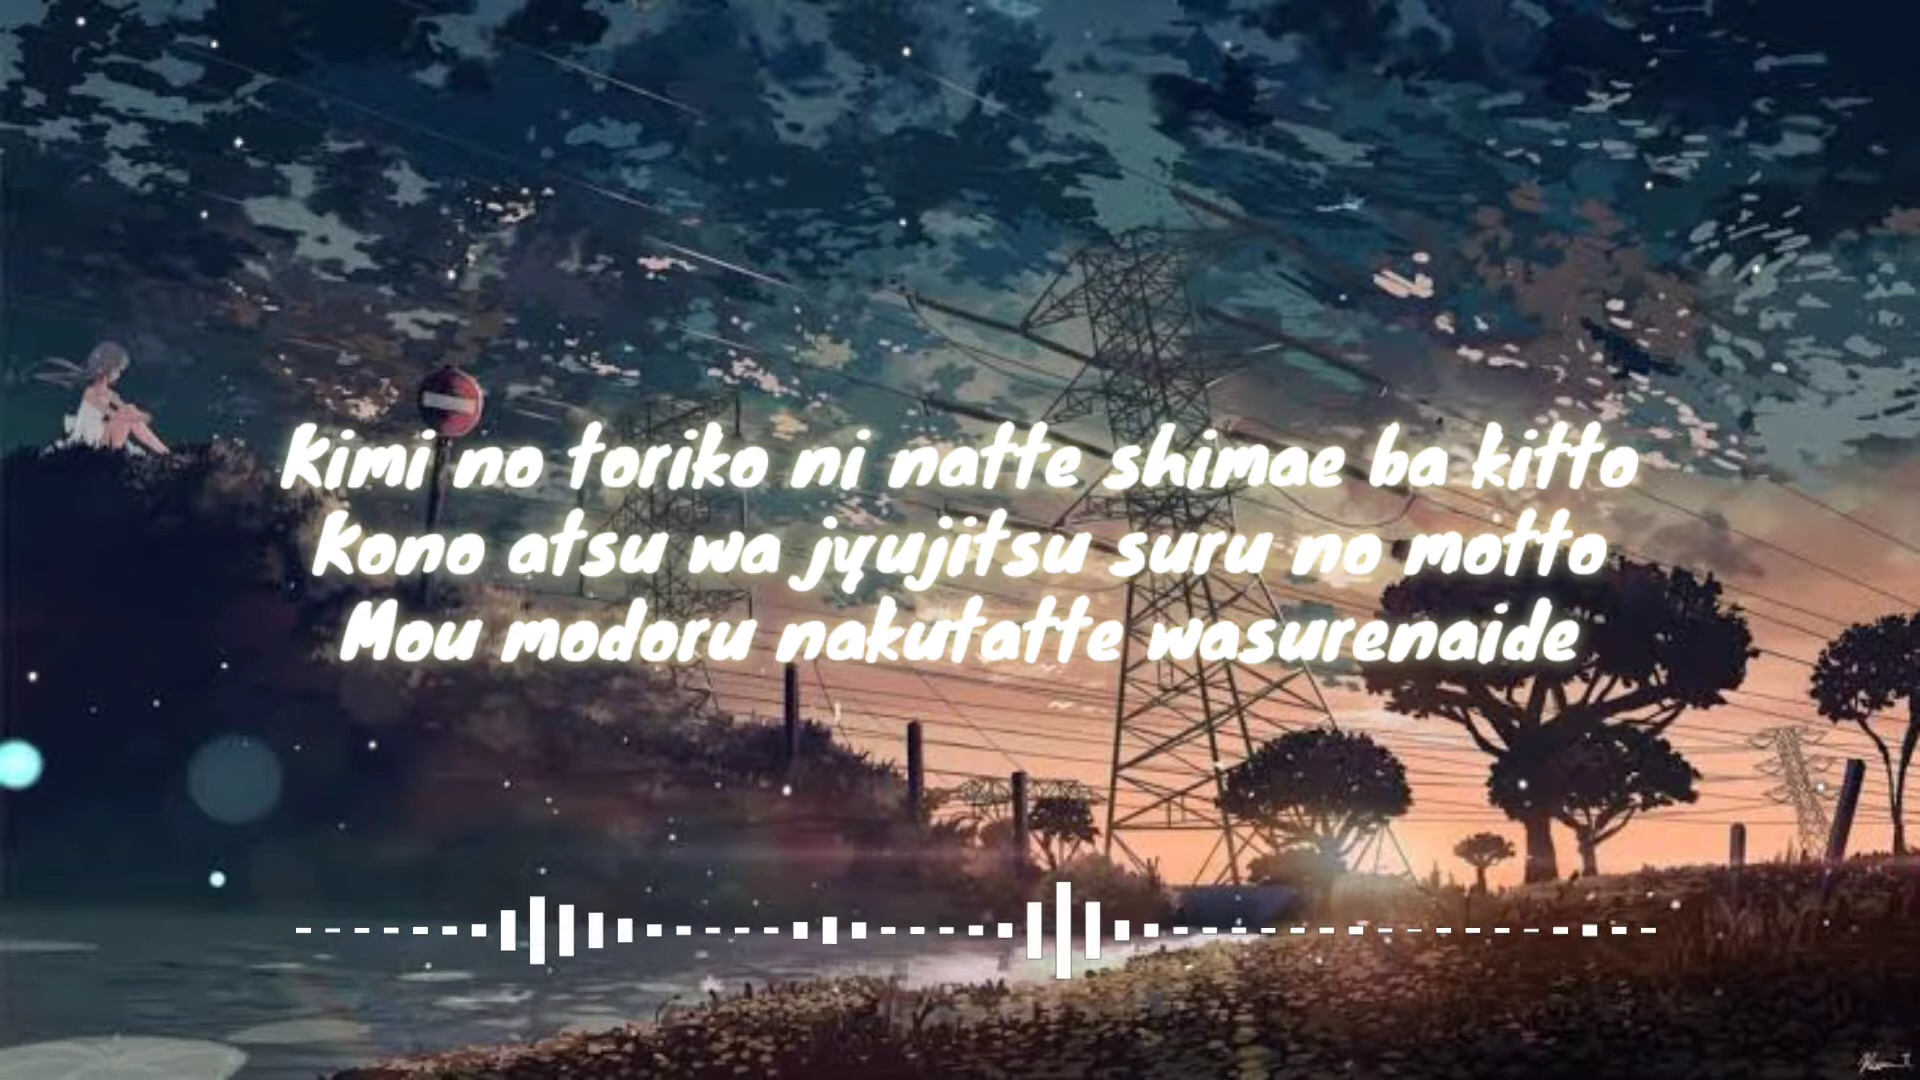 Kimi no toriko ni natte shimae ba kitto
Kono atsu wa jyujitsu suru no motto
Mou modoru nakutatte wasurenaide